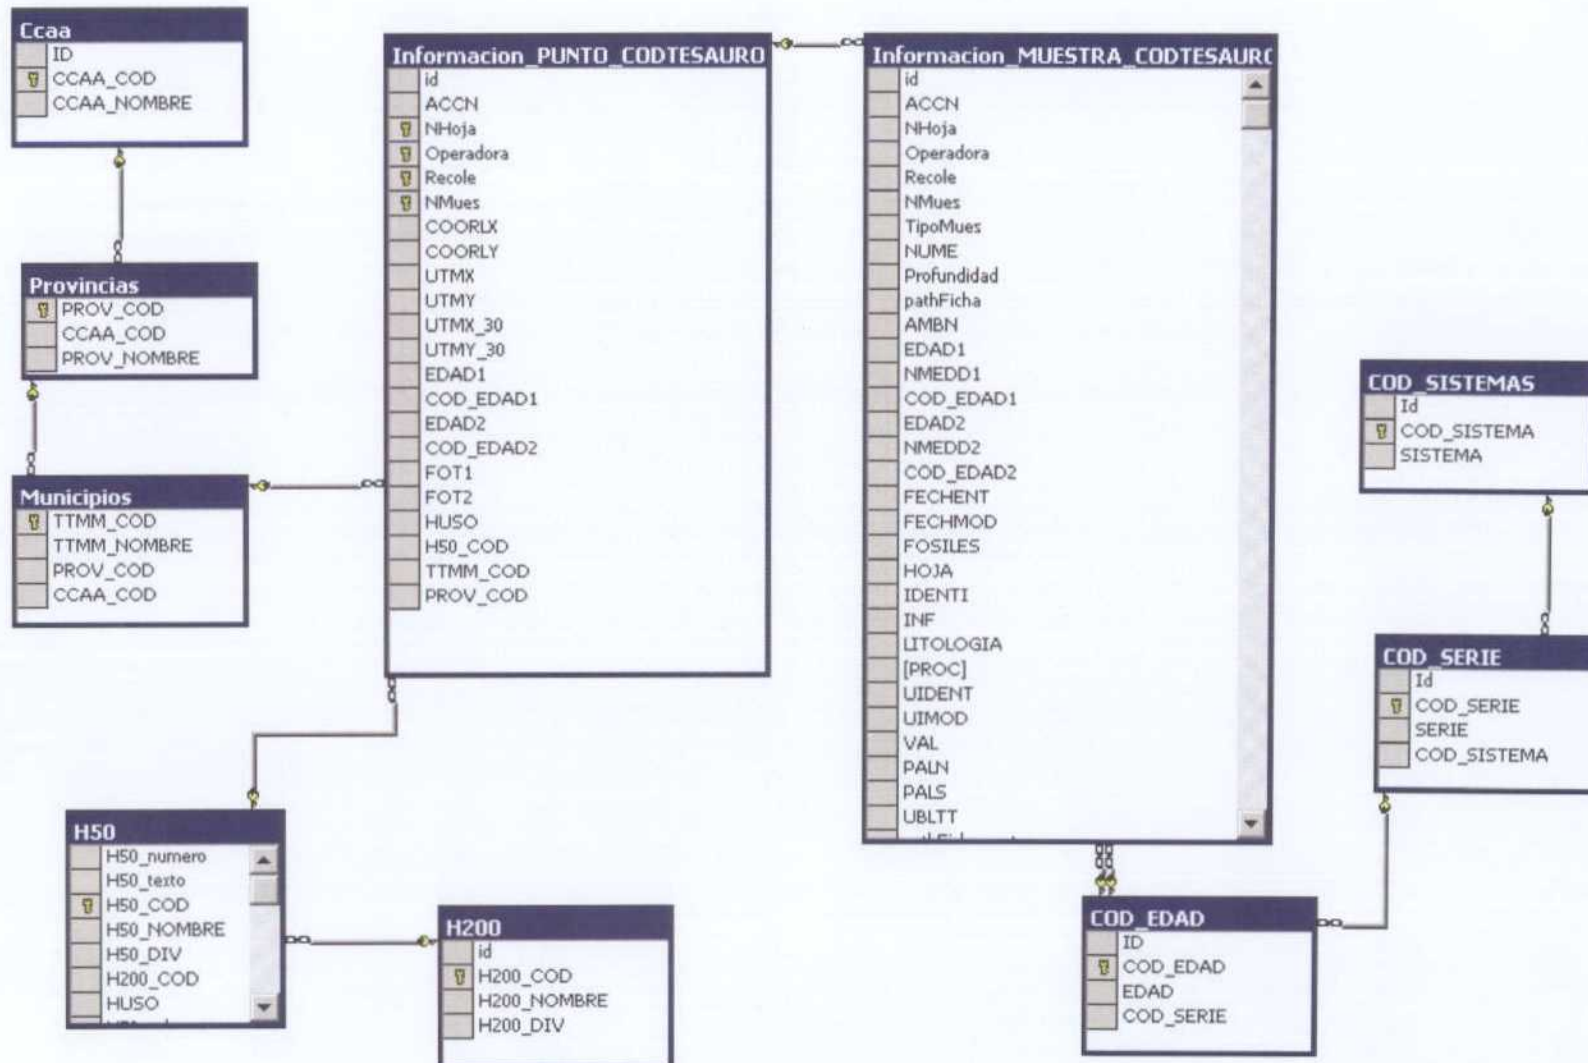 Ccaa
ID
CCAA_COD
CCAA_NOMBRE
Provincias
PROV_COD
CCAA_COD
PROV_NOMBRE
Municipios
TTMM_COD
TTMM_NOMBRE
PROV_COD
CCAA_COD
Informacion_PUNTO_CODTESAURO
id
ACCN
NHoja
Operadora
Recole
NMues
COORLX
COORLY
UTMX
UTMY
UTMX_30
UTMY_30
EDAD1
COD_EDAD1
EDAD2
COD_EDAD2
FOT1
FOT2
HUSO
H50_COD
TTMM_COD
PROV_COD
Informacion_MUESTRA_CODTESAURO
id
ACCN
NHoja
Operadora
Recole
NMues
TipoMues
NUME
Profundidad
pathFicha
AMBN
EDAD1
NMEDD1
COD_EDAD1
EDAD2
NMEDD2
COD_EDAD2
FECHENT
FECHMOD
FOSILES
HOJA
IDENTI
INF
LITOLOGIA
[PROC]
UIDENT
UIMOD
VAL
PALN
PALS
UBLTT
COD_SISTEMAS
Id
COD_SISTEMA
SISTEMA
COD_SERIE
Id
COD_SERIE
SERIE
COD_SISTEMA
H50
H50_numero
H50_texto
H50_COD
H50_NOMBRE
H50_DIV
H200_COD
HUSO
H200
id
H200_COD
H200_NOMBRE
H200_DIV
COD_EDAD
ID
COD_EDAD
EDAD
COD_SERIE